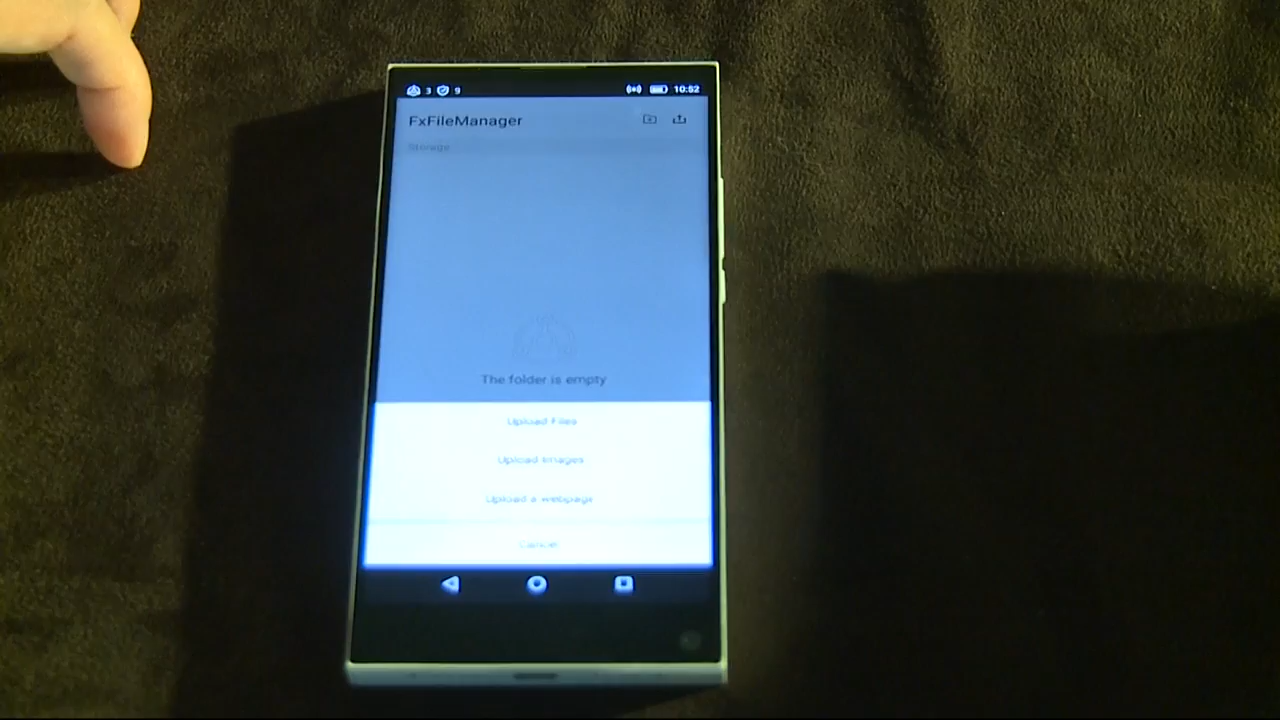 3 9 10:52
FxFileManager
Storage
The folder is empty
Upload Files
Upload Images
Upload a webpage
Cancel